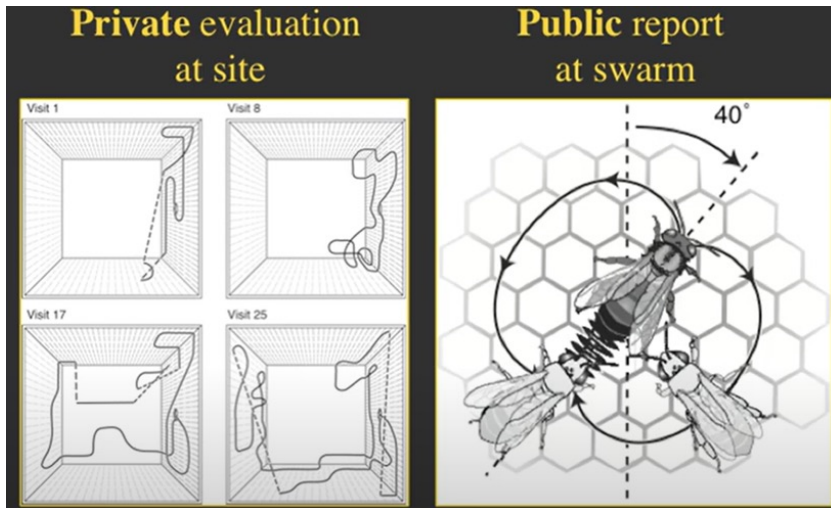 Private evaluation
at site
Public report
at swarm
Visit 1
Visit 8
Visit 17
Visit 25
40°